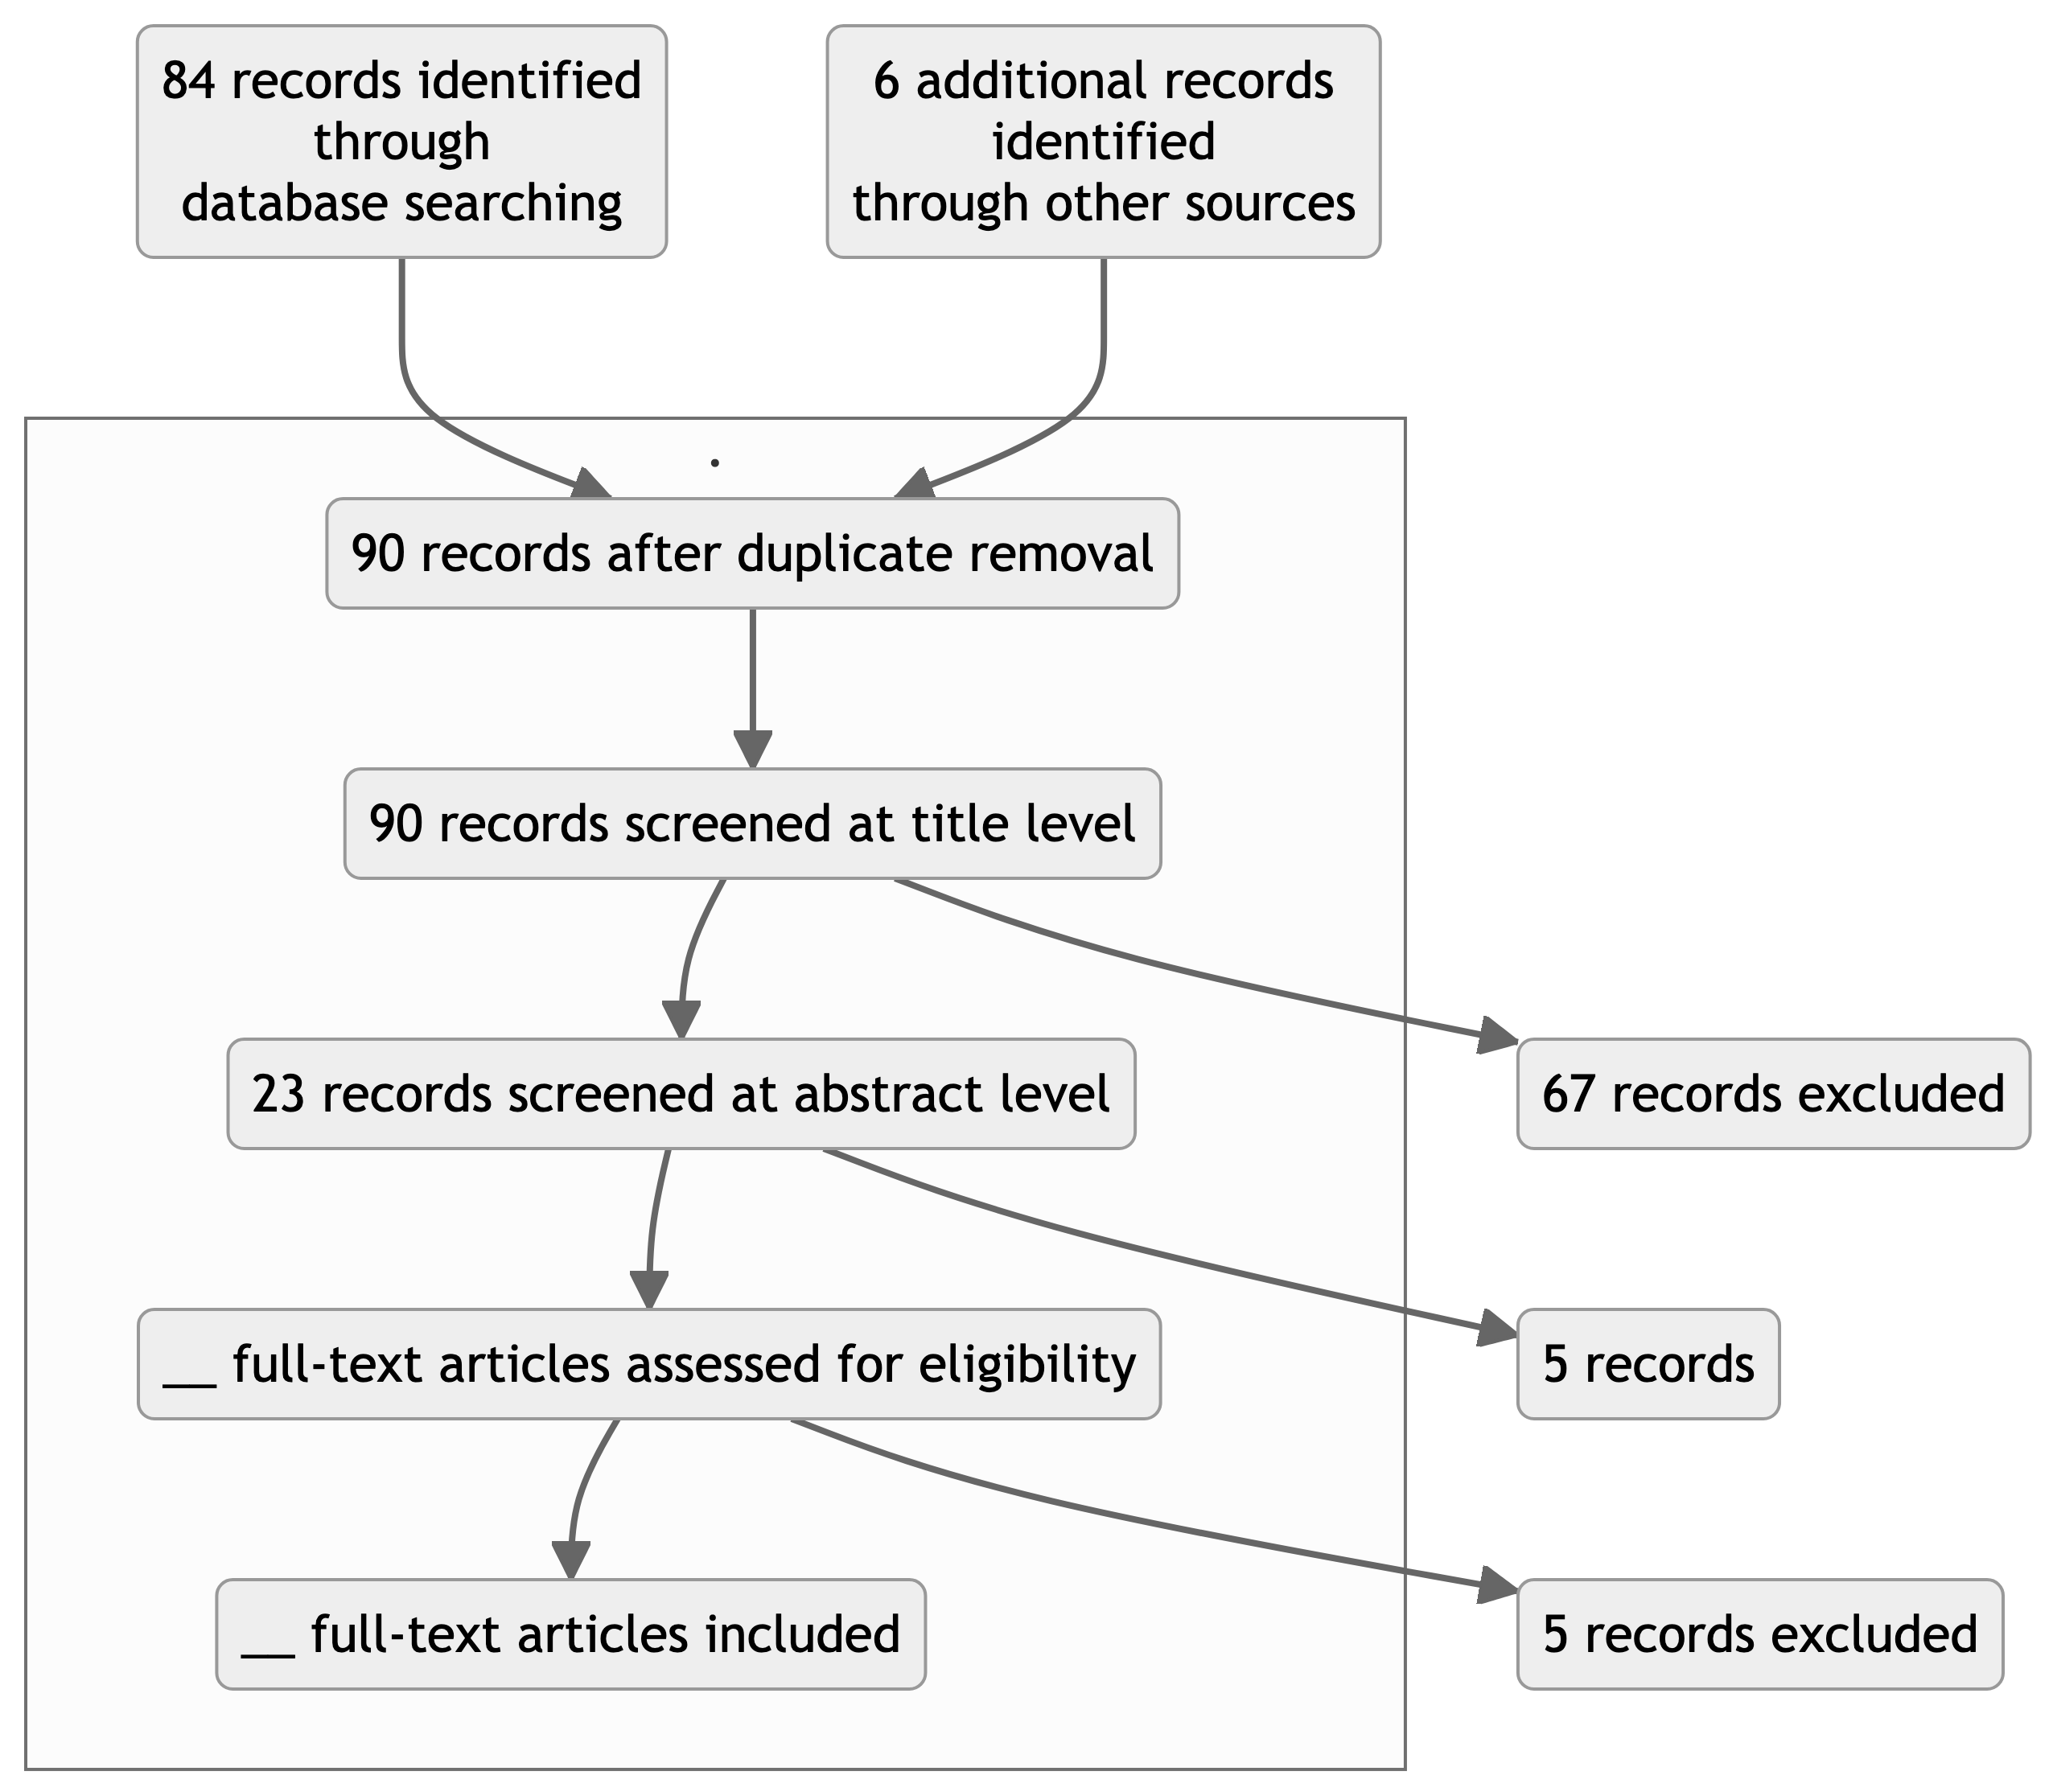 84 records identified
through
database searching
6 additional records
identified
through other sources
.
90 records after duplicate removal
90 records screened at title level
23 records screened at abstract level
67 records excluded
__ full-text articles assessed for eligibility
5 records
__ full-text articles included
5 records excluded